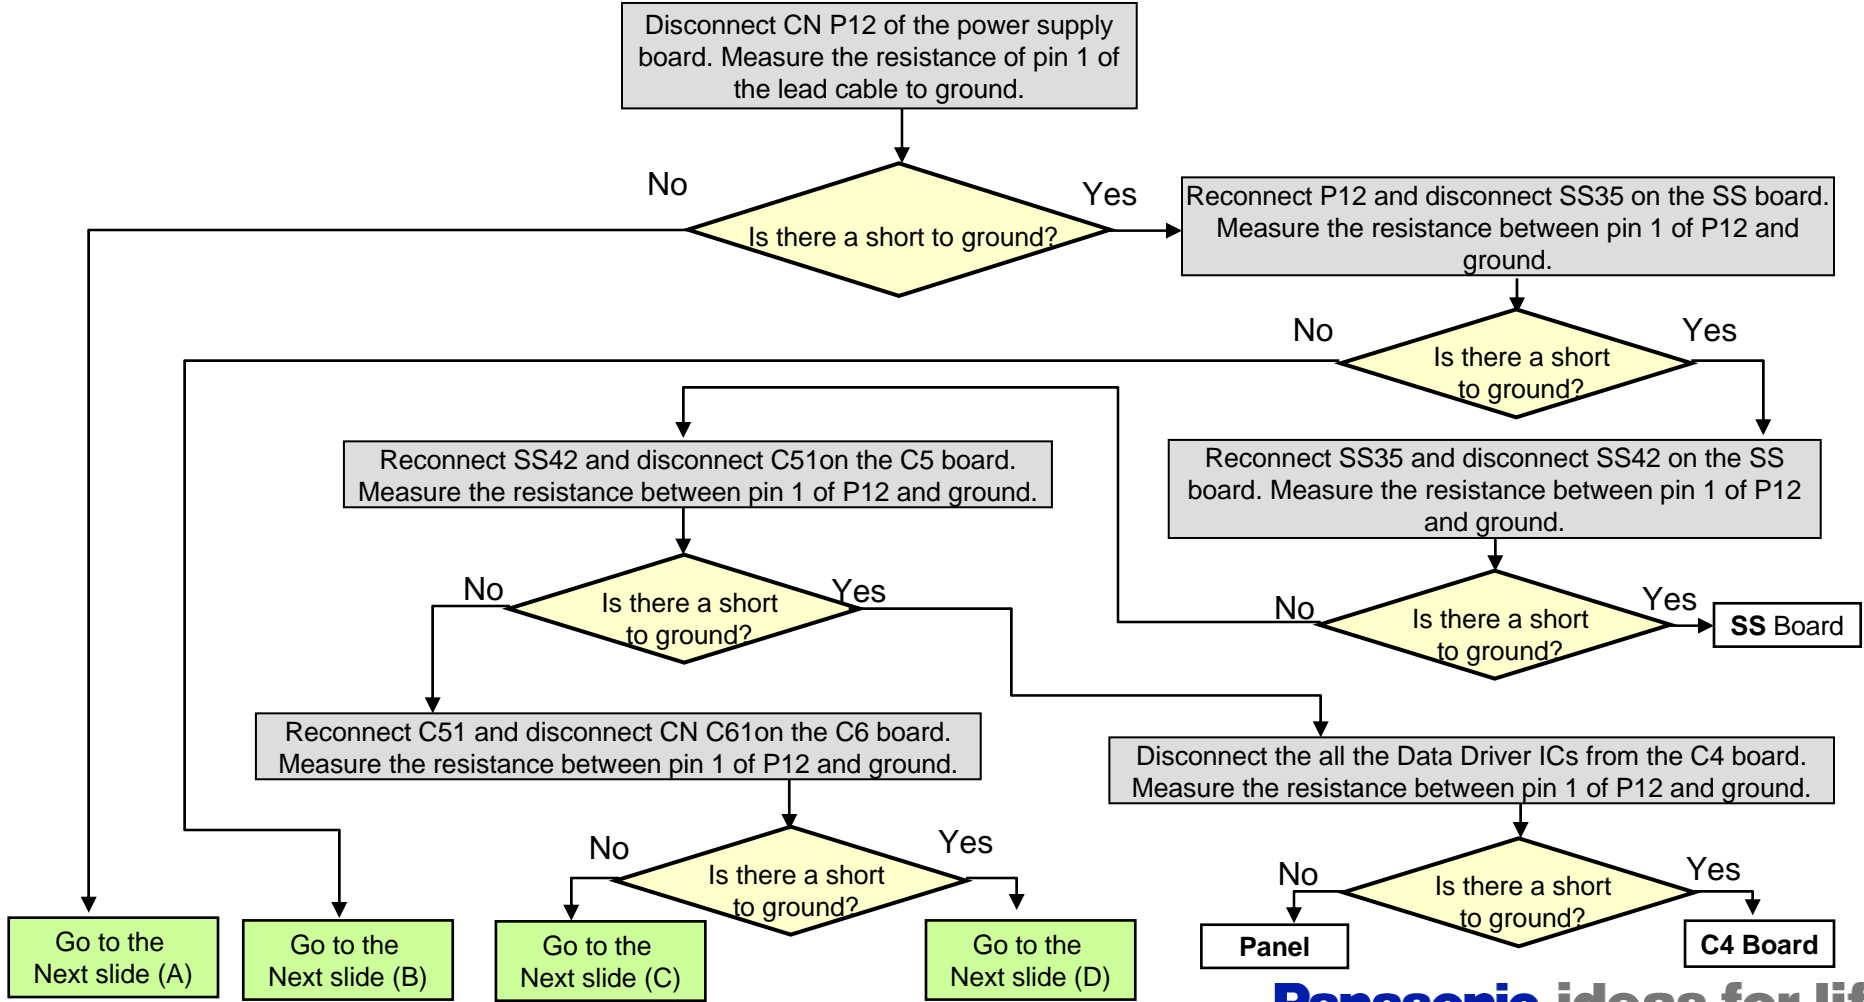 Disconnect CN P12 of the power supply
board. Measure the resistance of pin 1 of
the lead cable to ground.
No
Yes
Is there a short to ground?
Reconnect P12 and disconnect SS35 on the SS board.
Measure the resistance between pin 1 of P12 and
ground.
No
Yes
Is there a short
to ground?
Reconnect SS42 and disconnect C51on the C5 board.
Measure the resistance between pin 1 of P12 and ground.
Reconnect SS35 and disconnect SS42 on the SS
board. Measure the resistance between pin 1 of P12
and ground.
No
Yes
Is there a short
to ground?
No
Yes
Is there a short
to ground?
SS Board
Reconnect C51 and disconnect CN C61on the C6 board.
Measure the resistance between pin 1 of P12 and ground.
Disconnect the all the Data Driver ICs from the C4 board.
Measure the resistance between pin 1 of P12 and ground.
No
Yes
Is there a short
to ground?
No
Yes
Is there a short
to ground?
Go to the
Next slide (A)
Go to the
Next slide (B)
Go to the
Next slide (C)
Go to the
Next slide (D)
Panel
C4 Board
Panasonic ideas for lif